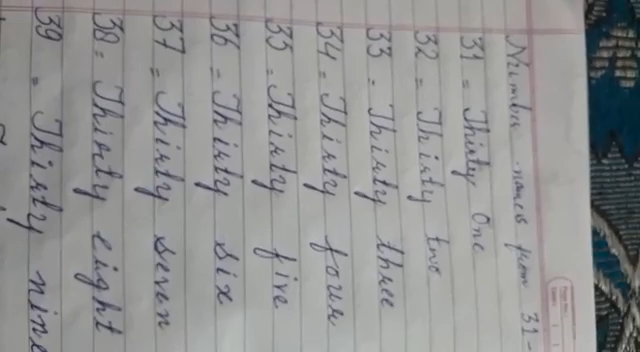 Number names from 31-
31 = Thirty One
32 = Thirty two
33 = Thirty three
34 = Thirty four
35 = Thirty five
36 = Thirty six
37 = Thirty seven
38 = Thirty eight
39 = Thirty nine